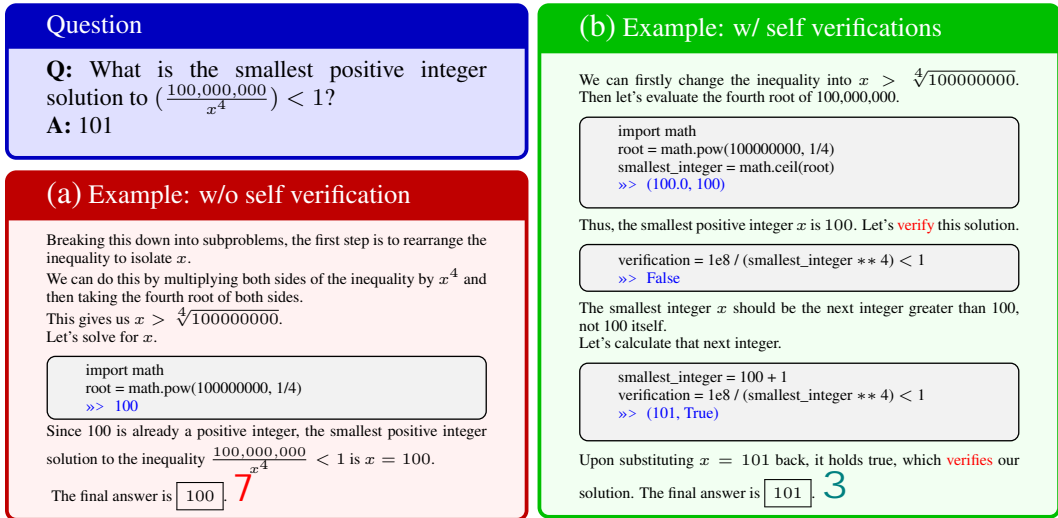 Question
Q: What is the smallest positive integer
solution to (\frac{100,000,000}{x^4}) < 1?
A: 101
(a) Example: w/o self verification
Breaking this down into subproblems, the first step is to rearrange the
inequality to isolate x.
We can do this by multiplying both sides of the inequality by x^4 and
then taking the fourth root of both sides.
This gives us x > \sqrt[4]{100000000}.
Let's solve for x.
import math
root = math.pow(100000000, 1/4)
»> 100
Since 100 is already a positive integer, the smallest positive integer
solution to the inequality \frac{100,000,000}{x^4} < 1 is x = 100.
The final answer is 100. 7
(b) Example: w/ self verifications
We can firstly change the inequality into x > \sqrt[4]{100000000}.
Then let's evaluate the fourth root of 100,000,000.
import math
root = math.pow(100000000, 1/4)
smallest_integer = math.ceil(root)
»> (100.0, 100)
Thus, the smallest positive integer x is 100. Let's verify this solution.
verification = 1e8 / (smallest_integer ** 4) < 1
»> False
The smallest integer x should be the next integer greater than 100,
not 100 itself.
Let's calculate that next integer.
smallest_integer = 100 + 1
verification = 1e8 / (smallest_integer ** 4) < 1
»> (101, True)
Upon substituting x = 101 back, it holds true, which verifies our
solution. The final answer is 101. 3